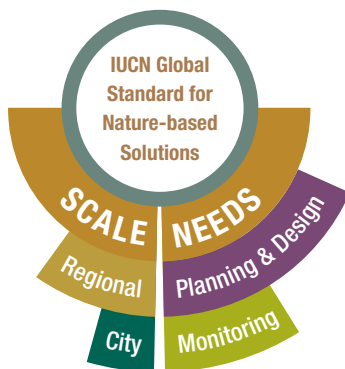 IUCN Global
Standard for
Nature-based
Solutions
SCALE
NEEDS
Regional
Planning & Design
City
Monitoring